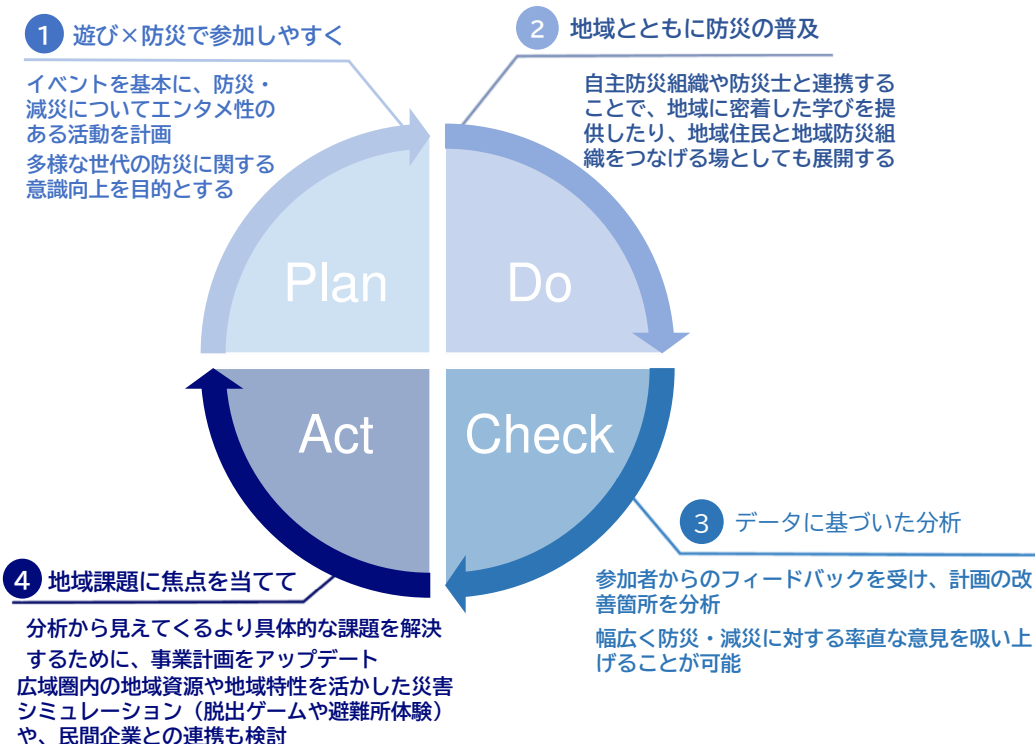 1 遊び×防災で参加しやすく
イベントを基本に、防災・
減災についてエンタメ性の
ある活動を計画
多様な世代の防災に関する
意識向上を目的とする
2 地域とともに防災の普及
自主防災組織や防災士と連携する
ことで、地域に密着した学びを提
供したり、地域住民と地域防災組
織をつなげる場としても展開する
Plan
Do
Act
Check
3 データに基づいた分析
参加者からのフィードバックを受け、計画の改
善箇所を分析
幅広く防災・減災に対する率直な意見を吸い上
げることが可能
4 地域課題に焦点を当てて
分析から見えてくるより具体的な課題を解決
するために、事業計画をアップデート
広域圏内の地域資源や地域特性を活かした災害
シミュレーション（脱出ゲームや避難所体験）
や、民間企業との連携も検討